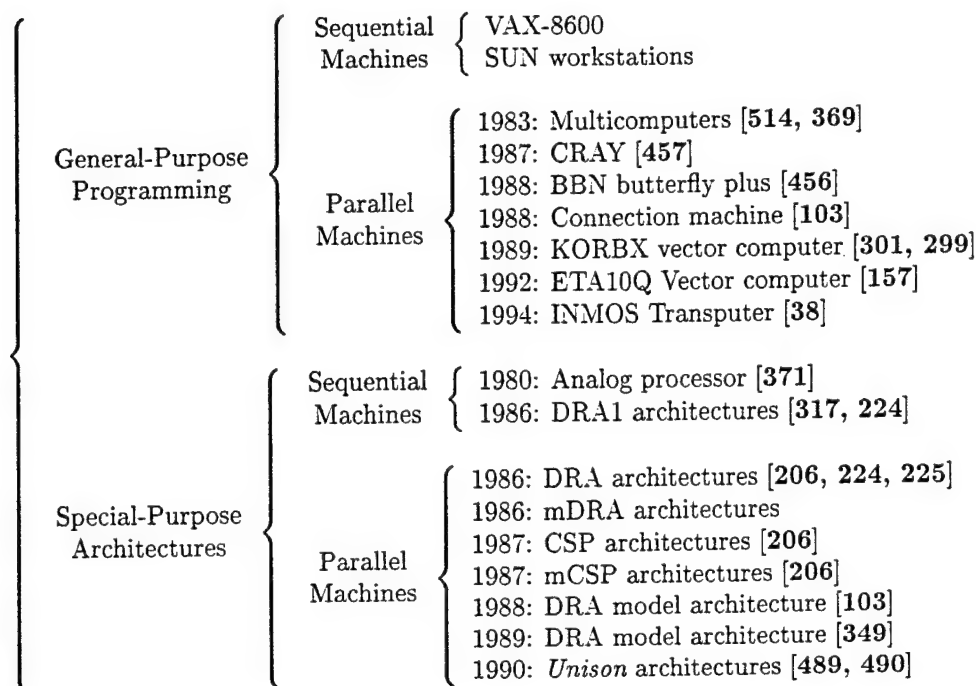 Sequential Machines
VAX-8600
SUN workstations
General-Purpose Programming
Parallel Machines
1983: Multicomputers [514, 369]
1987: CRAY [457]
1988: BBN butterfly plus [456]
1988: Connection machine [103]
1989: KORBX vector computer [301, 299]
1992: ETA10Q Vector computer [157]
1994: INMOS Transputer [38]
Sequential Machines
1980: Analog processor [371]
1986: DRA1 architectures [317, 224]
Special-Purpose Architectures
Parallel Machines
1986: DRA architectures [206, 224, 225]
1986: mDRA architectures
1987: CSP architectures [206]
1987: mCSP architectures [206]
1988: DRA model architecture [103]
1989: DRA model architecture [349]
1990: Unison architectures [489, 490]